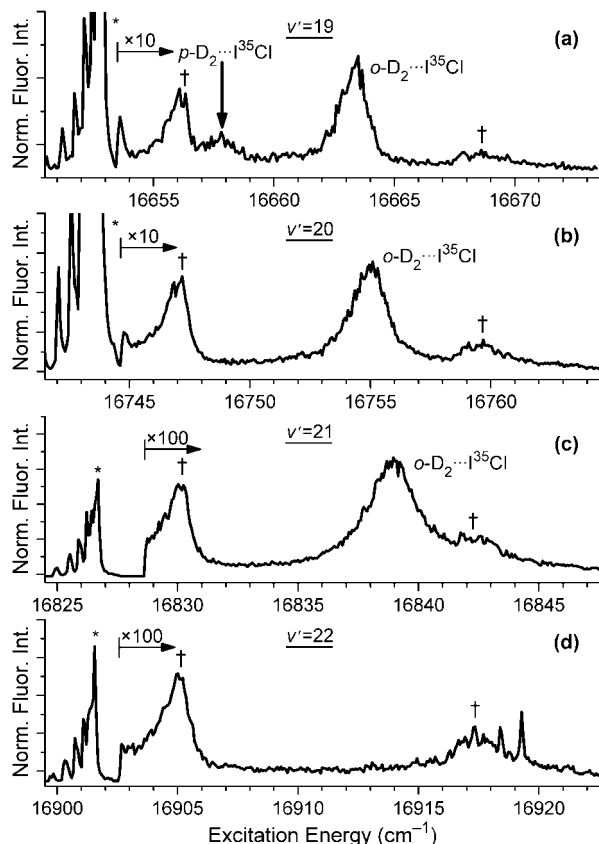 Norm. Fluor. Int.
* ×10 p-D₂···I³⁵Cl v'=19 (a)
† o-D₂···I³⁵Cl †
16655 16660 16665 16670
Norm. Fluor. Int.
* ×10 v'=20 (b)
† o-D₂···I³⁵Cl †
16745 16750 16755 16760
Norm. Fluor. Int.
×100 v'=21 (c)
* † o-D₂···I³⁵Cl †
16825 16830 16835 16840 16845
Norm. Fluor. Int.
* ×100 v'=22 (d)
† †
16900 16905 16910 16915 16920
Excitation Energy (cm⁻¹)